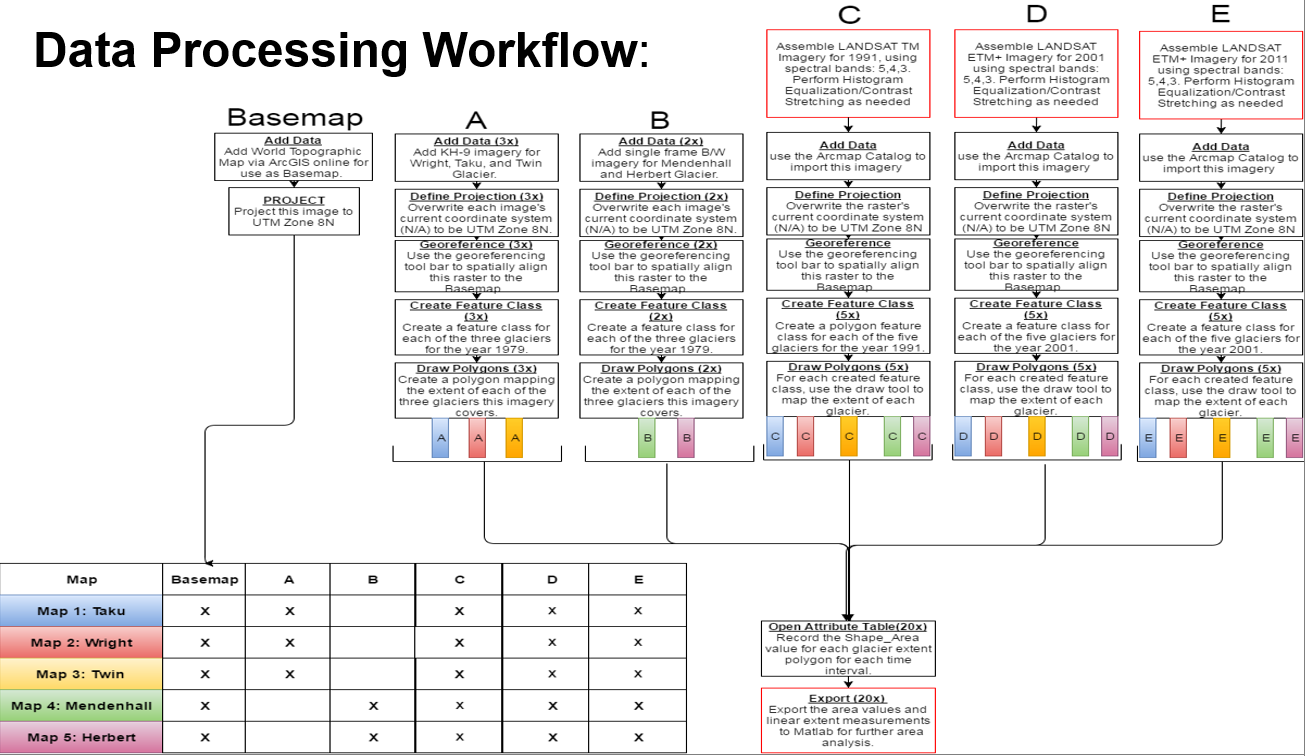 Data Processing Workflow:
Basemap
Add Data
Add World Topographic
Map via ArcGIS online for
use as Basemap.
PROJECT
Project this image to
UTM Zone 8N
A
Add Data (3x)
Add KH-9 imagery for
Wright, Taku, and Twin
Glacier.
Define Projection (3x)
Overwrite each image's
current coordinate system
(N/A) to be UTM Zone 8N.
Georeference (3x)
Use the georeferencing
tool bar to spatially align
this raster to the
Basemap
Create Feature Class
(3x)
Create a feature class for
each of the three glaciers
for the year 1979.
Draw Polygons (3x)
Create a polygon mapping
the extent of each of the
three glaciers this imagery
covers.
A A A
B
Add Data (2x)
Add single frame B/W
imagery for Mendenhall
and Herbert Glacier.
Define Projection (2x)
Overwrite each image's
current coordinate system
(N/A) to be UTM Zone 8N.
Georeference (2x)
Use the georeferencing
tool bar to spatially align
this raster to the
Basemap
Create Feature Class
(2x)
Create a feature class for
each of the three glaciers
for the year 1979.
Draw Polygons (2x)
Create a polygon mapping
the extent of each of the
three glaciers this imagery
covers.
B B
C
Assemble LANDSAT TM
Imagery for 1991, using
spectral bands: 5,4,3.
Perform Histogram
Equalization/Contrast
Stretching as needed
Add Data
use the Arcmap Catalog to
import this imagery
Define Projection
Overwrite the raster's
current coordinate system
(N/A) to be UTM Zone 8N
Georeference
Use the georeferencing
tool bar to spatially align
this raster to the
Basemap
Create Feature Class
(5x)
Create a polygon feature
class for each of the five
glaciers for the year 1991.
Draw Polygons (5x)
For each created feature
class, use the draw tool to
map the extent of each
glacier.
C C C C C
D
Assemble LANDSAT
ETM+ Imagery for 2001
using spectral bands:
5,4,3. Perform Histogram
Equalization/Contrast
Stretching as needed
Add Data
use the Arcmap Catalog to
import this imagery
Define Projection
Overwrite the raster's
current coordinate system
(N/A) to be UTM Zone 8N
Georeference
Use the georeferencing
tool bar to spatially align
this raster to the
Basemap
Create Feature Class
(5x)
Create a feature class for
each of the five glaciers for
the year 2001.
Draw Polygons (5x)
For each created feature
class, use the draw tool to
map the extent of each
glacier.
D D D D D
E
Assemble LANDSAT
ETM+ Imagery for 2011
using spectral bands:
5,4,3. Perform Histogram
Equalization/Contrast
Stretching as needed
Add Data
use the Arcmap Catalog to
import this imagery
Define Projection
Overwrite the raster's
current coordinate system
(N/A) to be UTM Zone 8N
Georeference
Use the georeferencing
tool bar to spatially align
this raster to the
Basemap
Create Feature Class
(5x)
Create a feature class for
each of the five glaciers for
the year 2001.
Draw Polygons (5x)
For each created feature
class, use the draw tool to
map the extent of each
glacier.
E E E E E
Map Basemap A B C D E
Map 1: Taku X X X X X
Map 2: Wright X X X X X
Map 3: Twin X X X X X
Map 4: Mendenhall X X X X X
Map 5: Herbert X X X X X
Open Attribute Table(20x)
Record the Shape_Area
value for each glacier extent
polygon for each time
interval.
Export (20x)
Export the area values and
linear extent measurements
to Matlab for further area
analysis.